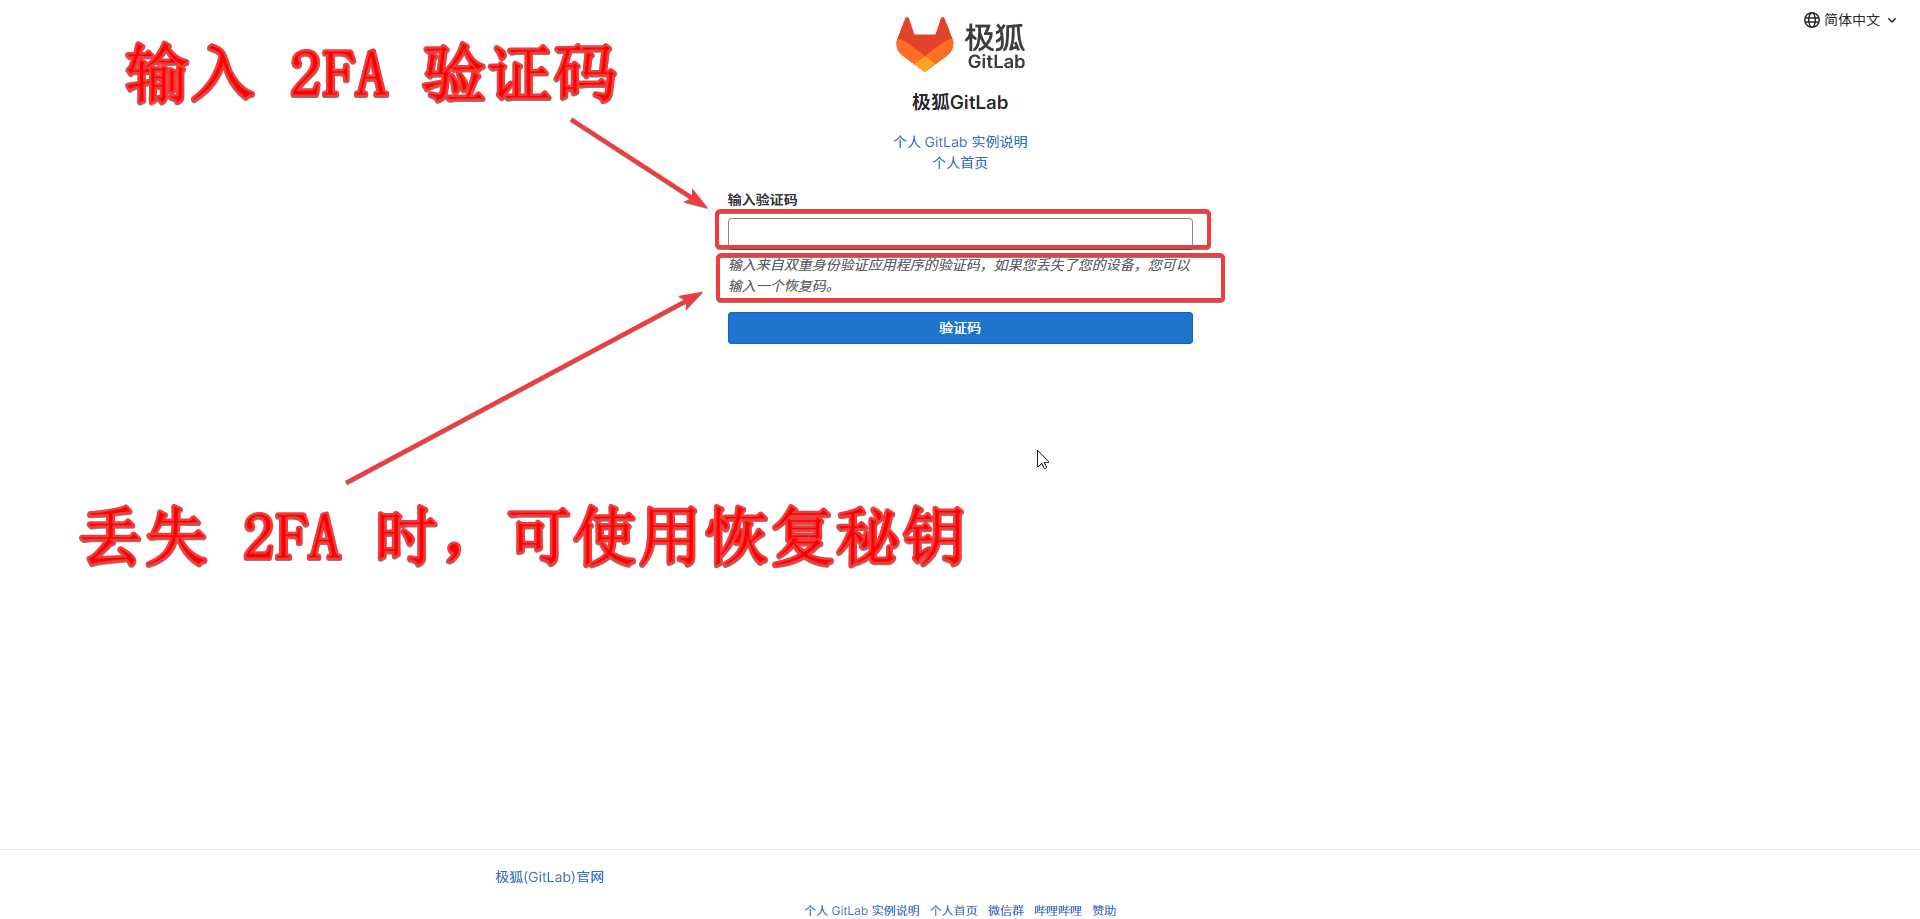 简体中文
极狐
GitLab
输入 2FA 验证码
极狐GitLab
个人 GitLab 实例说明
个人首页
输入验证码
输入来自双重身份验证应用程序的验证码，如果您丢失了您的设备，您可以
输入一个恢复码。
验证码
丢失 2FA 时，可使用恢复秘钥
极狐(GitLab)官网
个人 GitLab 实例说明 个人首页 微信群 哔哩哔哩 赞助